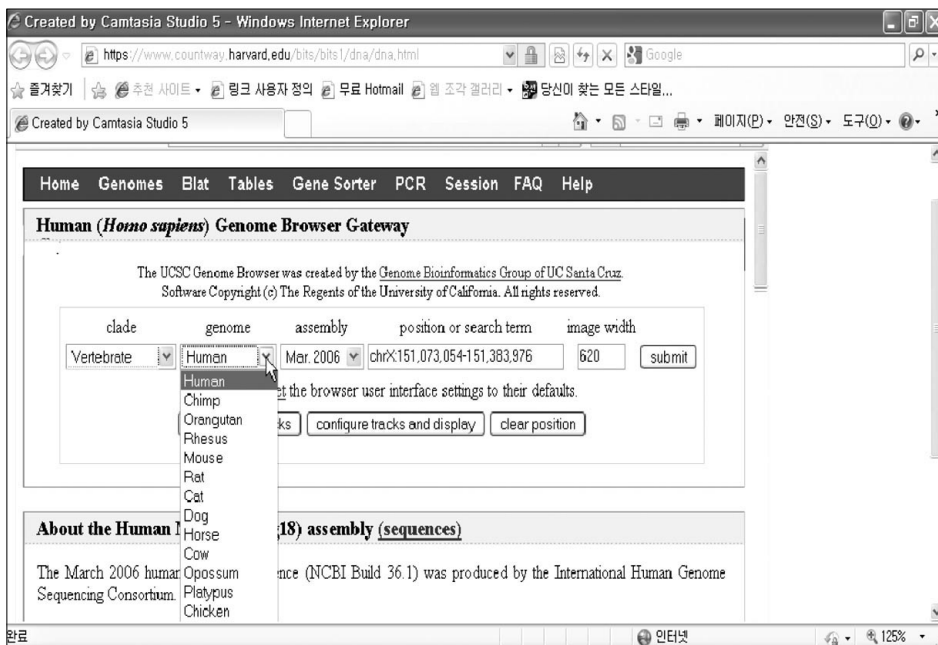 Created by Camtasia Studio 5 - Windows Internet Explorer
https://www.countway.harvard.edu/bits/bits1/dna/dna.html
Google
즐겨찾기 추천 사이트 링크 사용자 정의 무료 Hotmail 웹 조각 갤러리 당신이 찾는 모든 스타일...
Created by Camtasia Studio 5
페이지(P) 안전(S) 도구(O)
Home Genomes Blat Tables Gene Sorter PCR Session FAQ Help
Human (Homo sapiens) Genome Browser Gateway
The UCSC Genome Browser was created by the Genome Bioinformatics Group of UC Santa Cruz.
Software Copyright (c) The Regents of the University of California. All rights reserved.
clade genome assembly position or search term image width
Vertebrate Human Mar. 2006 chrX:151,073,054-151,383,976 620 submit
Human
the browser user interface settings to their defaults.
Chimp
Orangutan
configure tracks and display clear position
Rhesus
Mouse
Rat
Cat
Dog
About the Human 18) assembly (sequences)
Horse
Cow
The March 2006 human Opossum ence (NCBI Build 36.1) was produced by the International Human Genome
Sequencing Consortium. Platypus
Chicken
완료 인터넷 125%